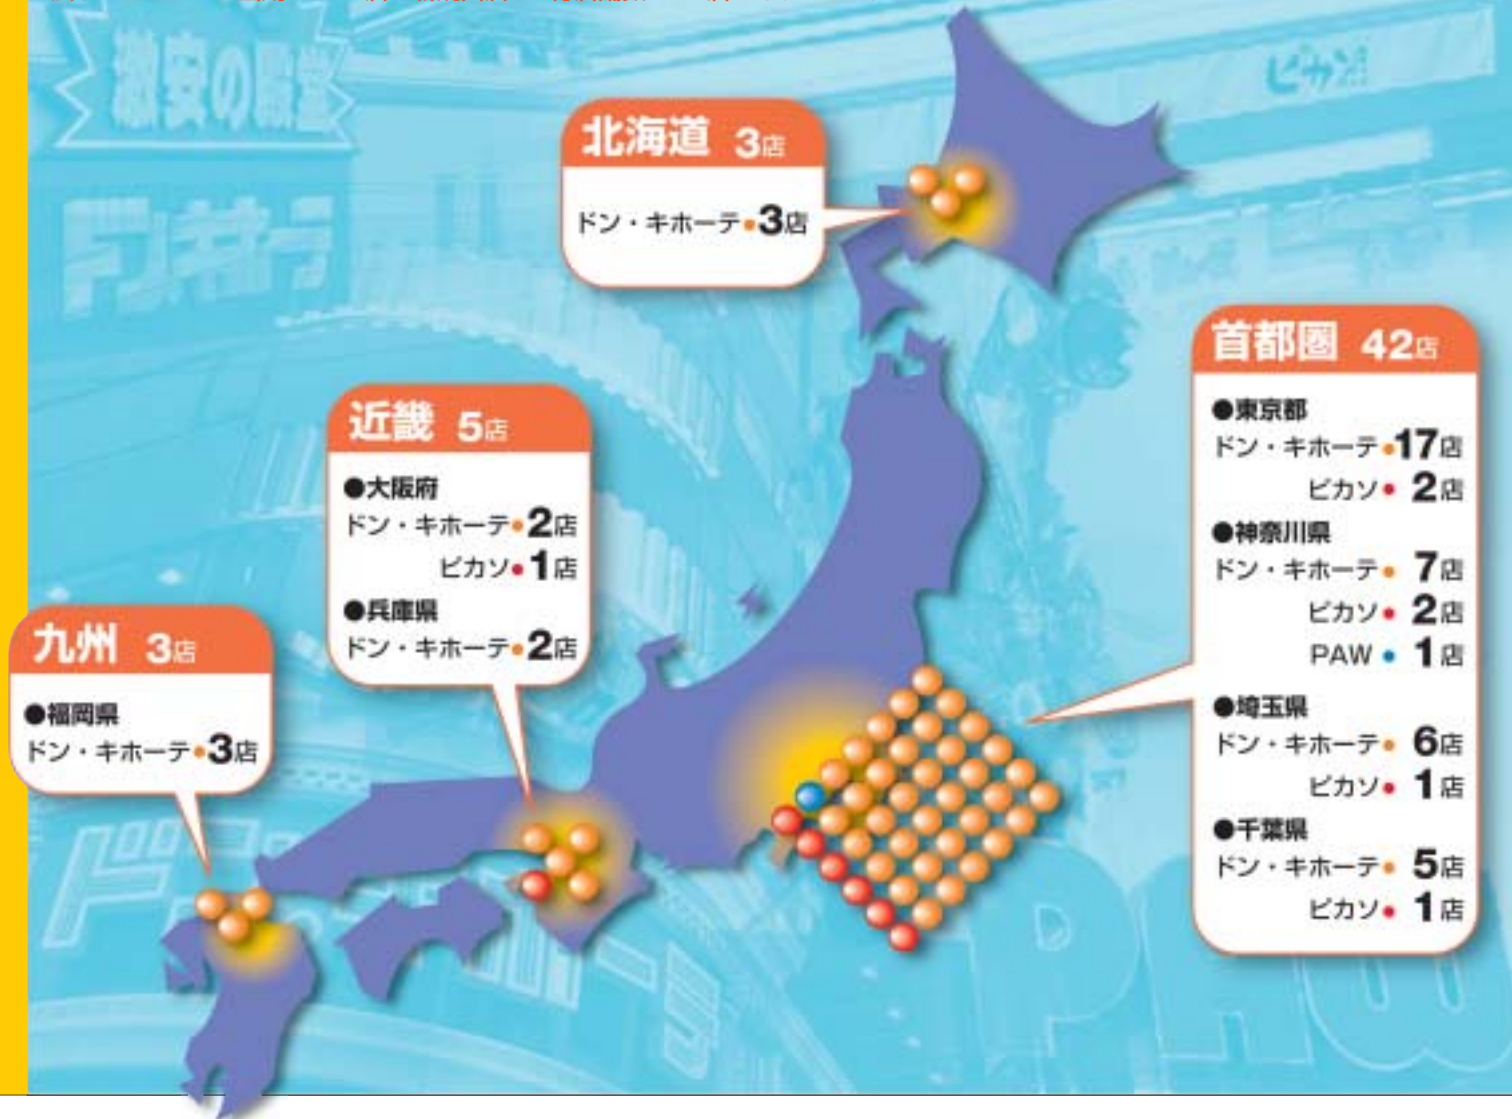 激安の殿堂
ドン.キホーテ
北海道 3店
ドン・キホーテ●3店
近畿 5店
●大阪府
ドン・キホーテ●2店
ピカソ●1店
●兵庫県
ドン・キホーテ●2店
九州 3店
●福岡県
ドン・キホーテ●3店
首都圏 42店
●東京都
ドン・キホーテ●17店
ピカソ● 2店
●神奈川県
ドン・キホーテ● 7店
ピカソ● 2店
PAW ● 1店
●埼玉県
ドン・キホーテ● 6店
ピカソ● 1店
●千葉県
ドン・キホーテ● 5店
ピカソ● 1店
PAW